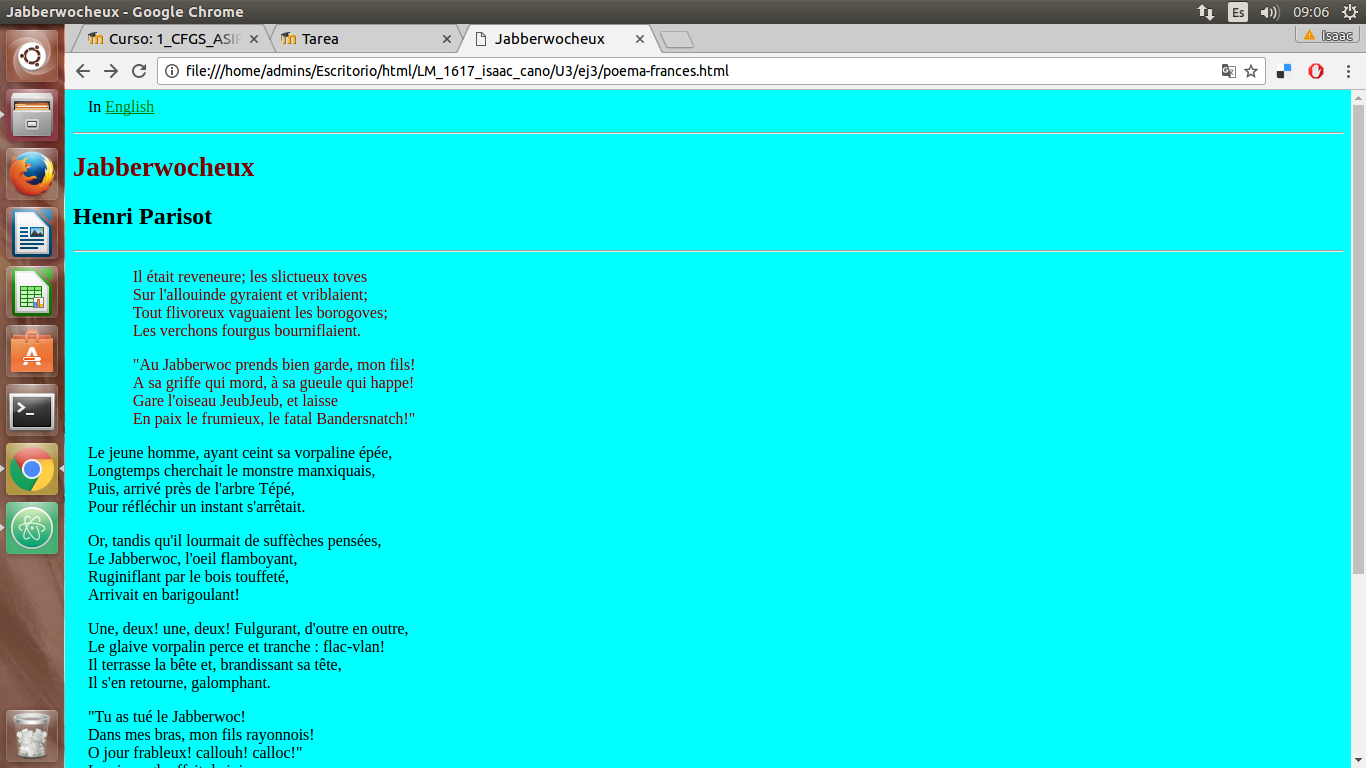 Jabberwocheux - Google Chrome
Es
09:06
Curso: 1_CFGS_ASIR
Tarea
Jabberwocheux
Isaac
file:///home/admins/Escritorio/html/LM_1617_isaac_cano/U3/ej3/poema-frances.html
In English
Jabberwocheux
Henri Parisot
Il était reveneure; les slictueux toves
Sur l'allouinde gyraient et vriblaient;
Tout flivoreux vaguaient les borogoves;
Les verchons fourgus bourniflaient.
"Au Jabberwoc prends bien garde, mon fils!
A sa griffe qui mord, à sa gueule qui happe!
Gare l'oiseau JeubJeub, et laisse
En paix le frumieux, le fatal Bandersnatch!"
Le jeune homme, ayant ceint sa vorpaline épée,
Longtemps cherchait le monstre manxiquais,
Puis, arrivé près de l'arbre Tépé,
Pour réfléchir un instant s'arrêtait.
Or, tandis qu'il lourmait de suffèches pensées,
Le Jabberwoc, l'oeil flamboyant,
Ruginiflant par le bois touffeté,
Arrivait en barigoulant!
Une, deux! une, deux! Fulgurant, d'outre en outre,
Le glaive vorpalin perce et tranche : flac-vlan!
Il terrasse la bête et, brandissant sa tête,
Il s'en retourne, galomphant.
"Tu as tué le Jabberwoc!
Dans mes bras, mon fils rayonnois!
O jour frableux! callouh! calloc!"